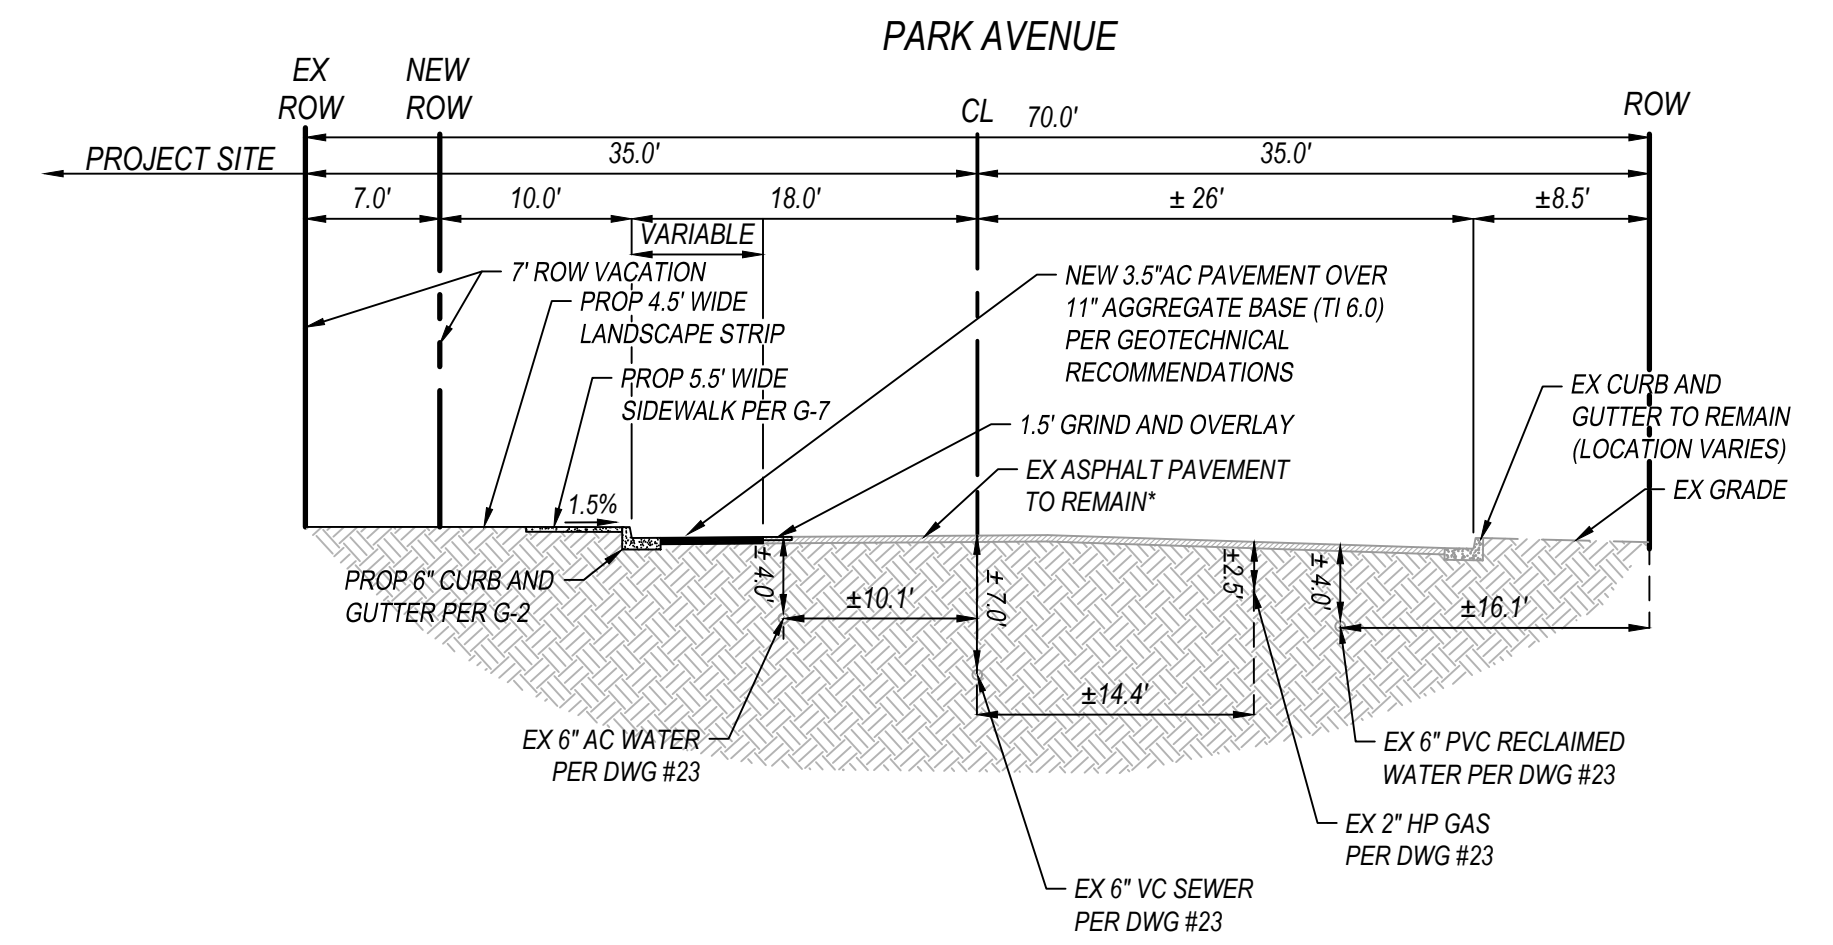 PARK AVENUE
EX
ROW
NEW
ROW
CL
ROW
70.0'
PROJECT SITE
35.0'
35.0'
7.0'
10.0'
18.0'
± 26'
±8.5'
VARIABLE
7' ROW VACATION
PROP 4.5' WIDE
LANDSCAPE STRIP
PROP 5.5' WIDE
SIDEWALK PER G-7
NEW 3.5"AC PAVEMENT OVER
11" AGGREGATE BASE (TI 6.0)
PER GEOTECHNICAL
RECOMMENDATIONS
1.5' GRIND AND OVERLAY
EX ASPHALT PAVEMENT
TO REMAIN*
EX CURB AND
GUTTER TO REMAIN
(LOCATION VARIES)
EX GRADE
1.5%
PROP 6" CURB AND
GUTTER PER G-2
± 4.0'
±10.1'
± 7.0'
±2.5'
± 4.0'
±16.1'
±14.4'
EX 6" AC WATER
PER DWG #23
EX 6" PVC RECLAIMED
WATER PER DWG #23
EX 2" HP GAS
PER DWG #23
EX 6" VC SEWER
PER DWG #23